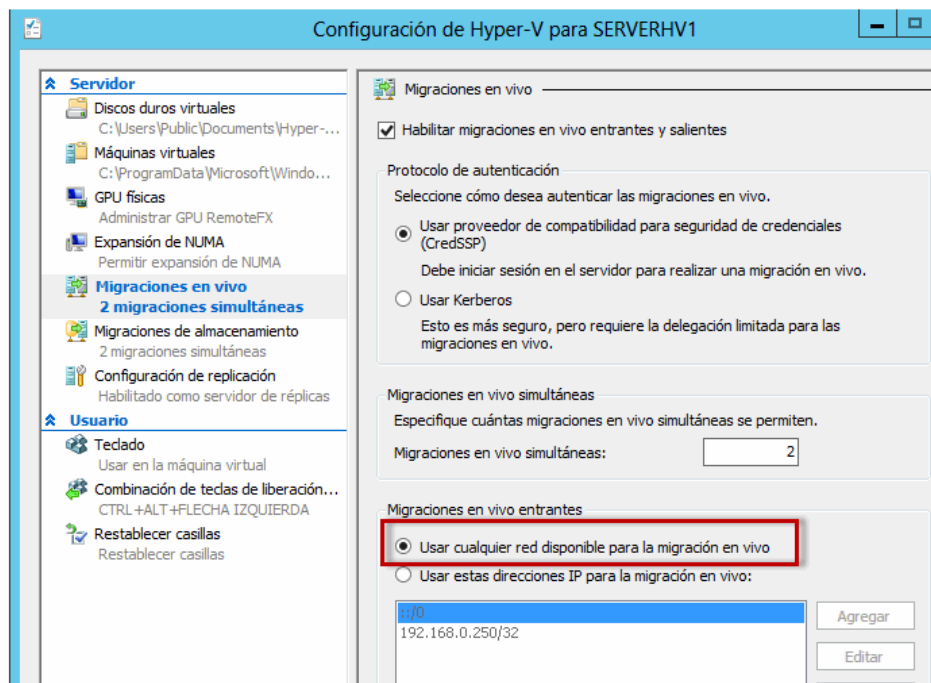 Configuración de Hyper-V para SERVERHV1
Servidor
Discos duros virtuales
C:\Users\Public\Documents\Hyper-...
Máquinas virtuales
C:\ProgramData\Microsoft\Windo...
GPU físicas
Administrar GPU RemoteFX
Expansión de NUMA
Permitir expansión de NUMA
Migraciones en vivo
2 migraciones simultáneas
Migraciones de almacenamiento
2 migraciones simultáneas
Configuración de replicación
Habilitado como servidor de réplicas
Usuario
Teclado
Usar en la máquina virtual
Combinación de teclas de liberación...
CTRL+ALT+FLECHA IZQUIERDA
Restablecer casillas
Restablecer casillas
Migraciones en vivo
Habilitar migraciones en vivo entrantes y salientes
Protocolo de autenticación
Seleccione cómo desea autenticar las migraciones en vivo.
Usar proveedor de compatibilidad para seguridad de credenciales
(CredSSP)
Debe iniciar sesión en el servidor para realizar una migración en vivo.
Usar Kerberos
Esto es más seguro, pero requiere la delegación limitada para las
migraciones en vivo.
Migraciones en vivo simultáneas
Especifique cuántas migraciones en vivo simultáneas se permiten.
Migraciones en vivo simultáneas: 2
Migraciones en vivo entrantes
Usar cualquier red disponible para la migración en vivo
Usar estas direcciones IP para la migración en vivo:
::/0
192.168.0.250/32
Agregar
Editar